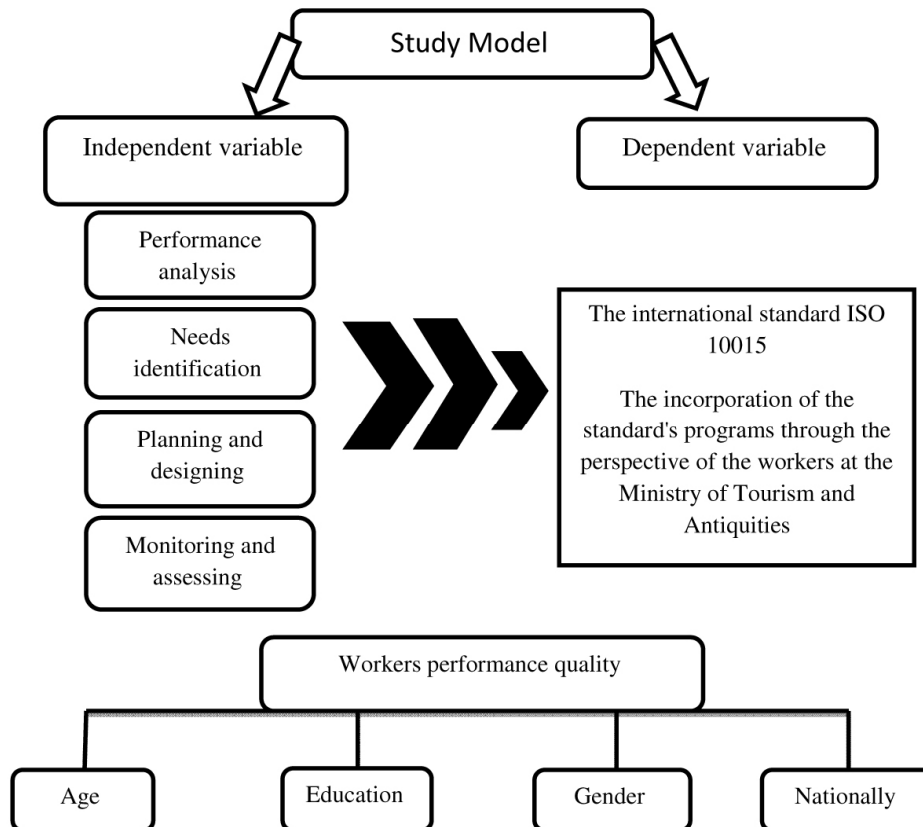 Study Model
Independent variable
Dependent variable
Performance
analysis
Needs
identification
Planning and
designing
Monitoring and
assessing
The international standard ISO
10015
The incorporation of the
standard's programs through the
perspective of the workers at the
Ministry of Tourism and
Antiquities
Workers performance quality
Age
Education
Gender
Nationally